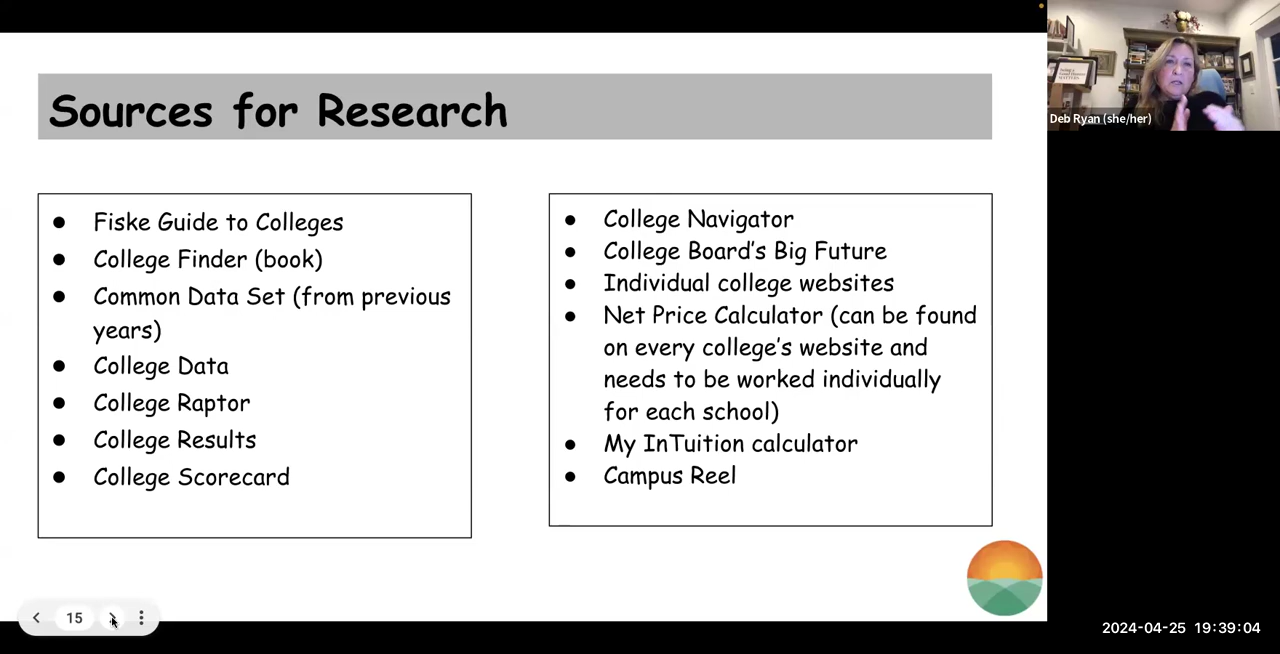 Sources for Research
● Fiske Guide to Colleges
● College Finder (book)
● Common Data Set (from previous
years)
● College Data
● College Raptor
● College Results
● College Scorecard
● College Navigator
● College Board's Big Future
● Individual college websites
● Net Price Calculator (can be found
on every college's website and
needs to be worked individually
for each school)
● My InTuition calculator
● Campus Reel
15
Deb Ryan (she/her)
2024-04-25 19:39:04